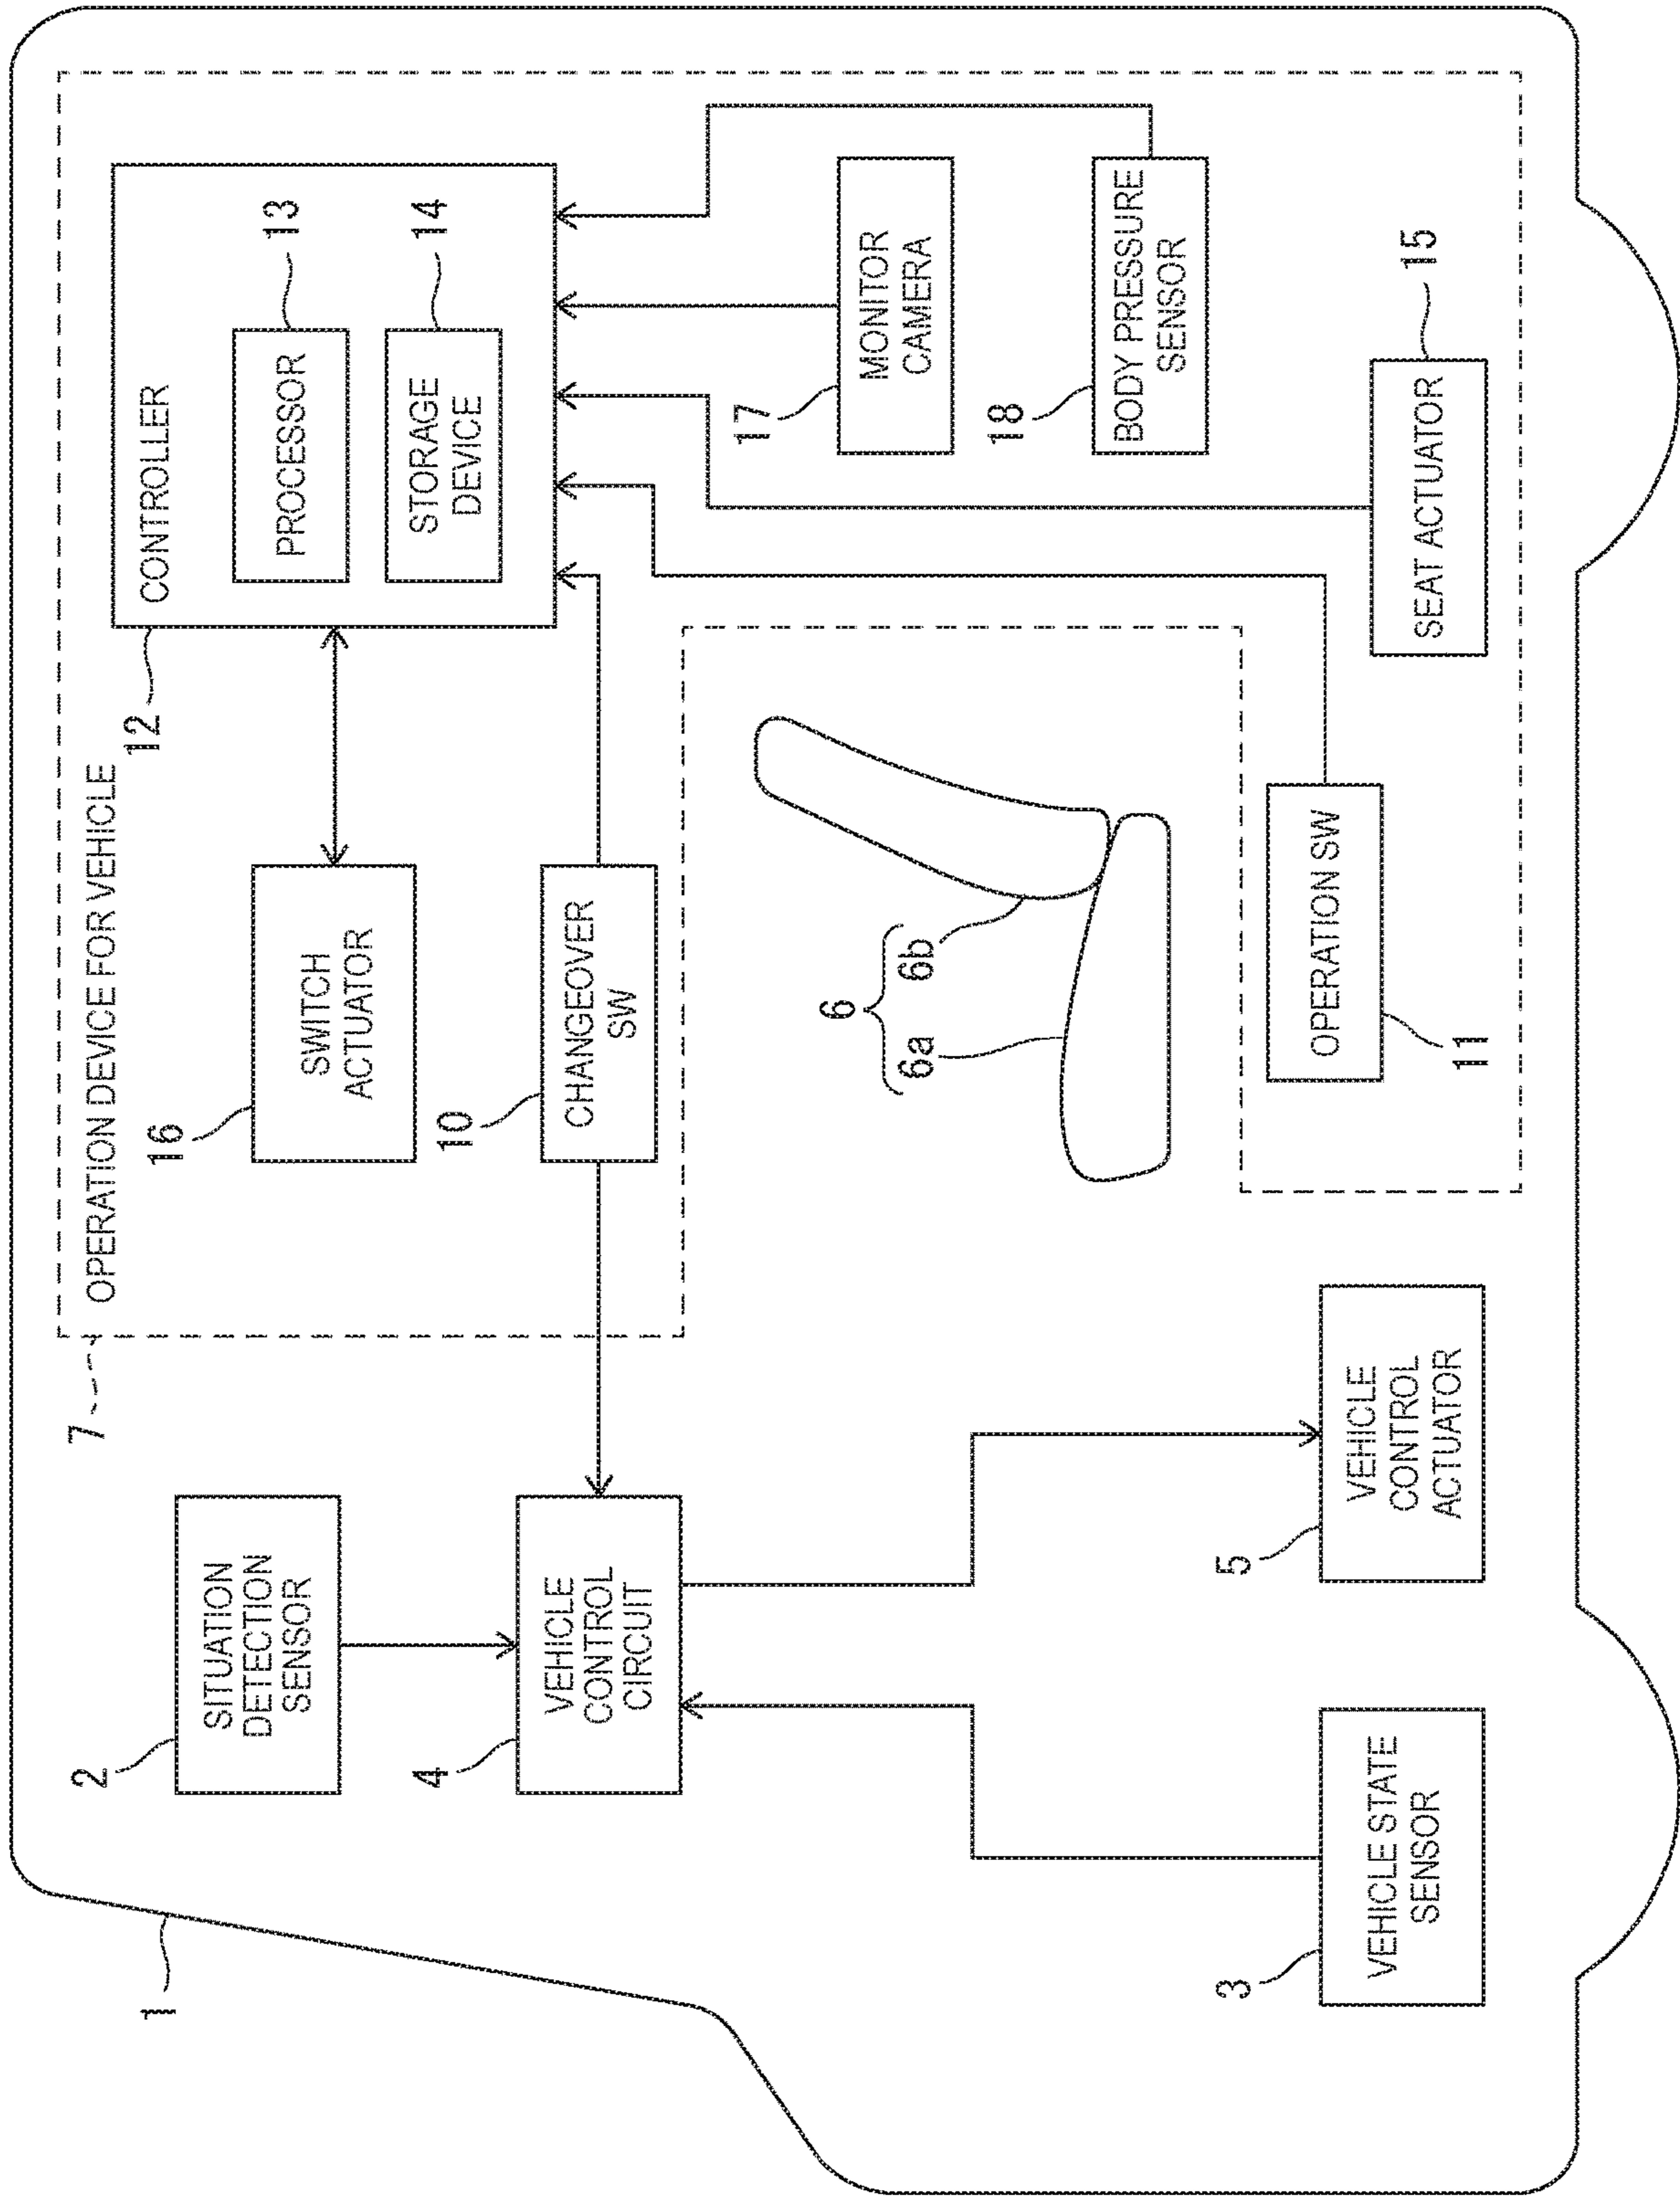 1
7
OPERATION DEVICE FOR VEHICLE
2
SITUATION
DETECTION
SENSOR
16
SWITCH
ACTUATOR
12
CONTROLLER
PROCESSOR
13
STORAGE
DEVICE
14
4
VEHICLE
CONTROL
CIRCUIT
10
CHANGEOVER
SW
6
6a
6b
17
MONITOR
CAMERA
18
BODY PRESSURE
SENSOR
3
VEHICLE STATE
SENSOR
5
VEHICLE
CONTROL
ACTUATOR
OPERATION SW
11
SEAT ACTUATOR
15